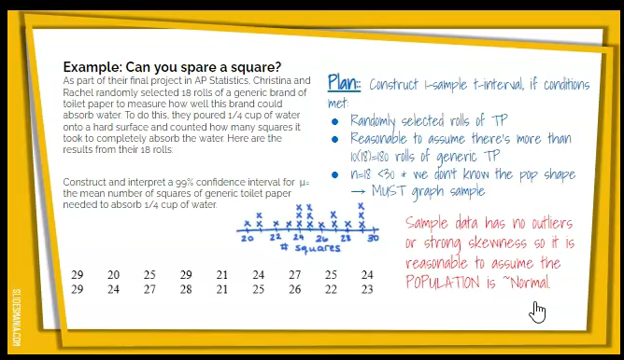 Example: Can you spare a square?
As part of their final project in AP Statistics, Christina and
Rachel randomly selected 18 rolls of a generic brand of
toilet paper to measure how well this brand could
absorb water. To do this, they poured 1/4 cup of water
onto a hard surface and counted how many squares it
took to completely absorb the water. Here are the
results from their 18 rolls:
Construct and interpret a 99% confidence interval for μ=
the mean number of squares of generic toilet paper
needed to absorb 1/4 cup of water.
Plan: Construct 1-sample t-interval, if conditions
met:
● Randomly selected rolls of TP
● Reasonable to assume there's more than
10(18)=180 rolls of generic TP
● n=18 <30 + we don't know the pop shape
→ MUST graph sample
20 22 24 26 28 30
# squares
Sample data has no outliers
or strong skewness so it is
reasonable to assume the
POPULATION is ~Normal.
29 20 25 29 21 24 27 25 24
29 24 27 28 21 25 26 22 23
SLIDESMANIA.COM